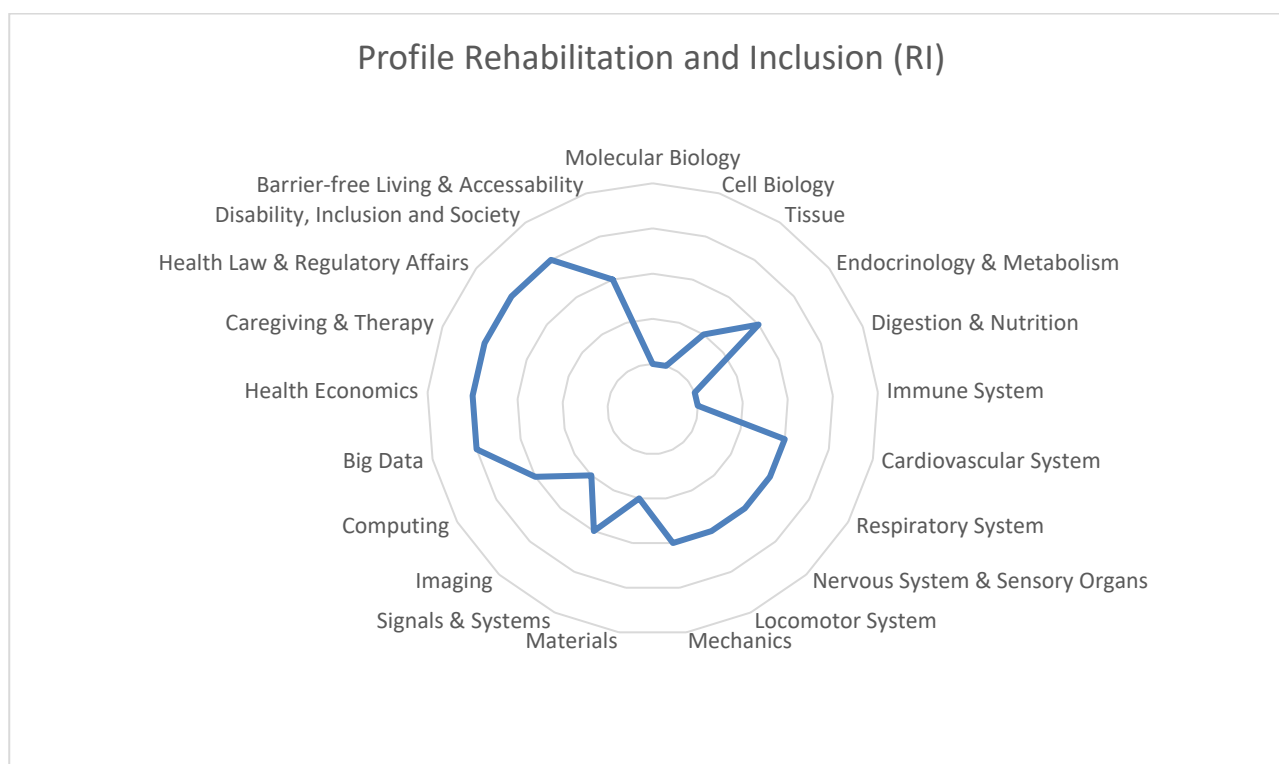 Profile Rehabilitation and Inclusion (RI)
Molecular Biology
Cell Biology
Tissue
Endocrinology & Metabolism
Digestion & Nutrition
Immune System
Cardiovascular System
Respiratory System
Nervous System & Sensory Organs
Locomotor System
Mechanics
Materials
Signals & Systems
Imaging
Computing
Big Data
Health Economics
Caregiving & Therapy
Health Law & Regulatory Affairs
Disability, Inclusion and Society
Barrier-free Living & Accessability